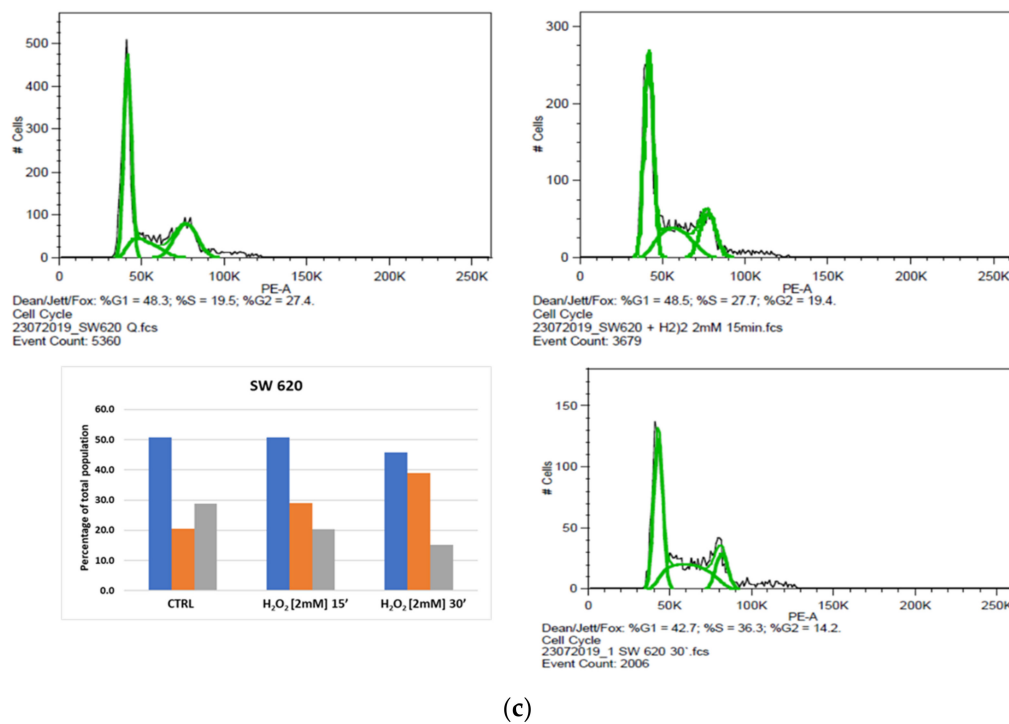 500
400
300
200
100
0
# Cells
0 50K 100K 150K 200K 250K
PE-A
Dean/Jett/Fox: %G1 = 48.3; %S = 19.5; %G2 = 27.4.
Cell Cycle
23072019_SW620 Q.fcs
Event Count: 5360
300
200
100
0
# Cells
0 50K 100K 150K 200K 250K
PE-A
Dean/Jett/Fox: %G1 = 48.5; %S = 27.7; %G2 = 19.4.
Cell Cycle
23072019_SW620 + H2)2 2mM 15min.fcs
Event Count: 3679
SW 620
Percentage of total population
60.0
50.0
40.0
30.0
20.0
10.0
0.0
CTRL H₂O₂ [2mM] 15’ H₂O₂ [2mM] 30’
150
100
50
0
# Cells
0 50K 100K 150K 200K 250K
PE-A
Dean/Jett/Fox: %G1 = 42.7; %S = 36.3; %G2 = 14.2.
Cell Cycle
23072019_1 SW 620 30`.fcs
Event Count: 2006
(c)